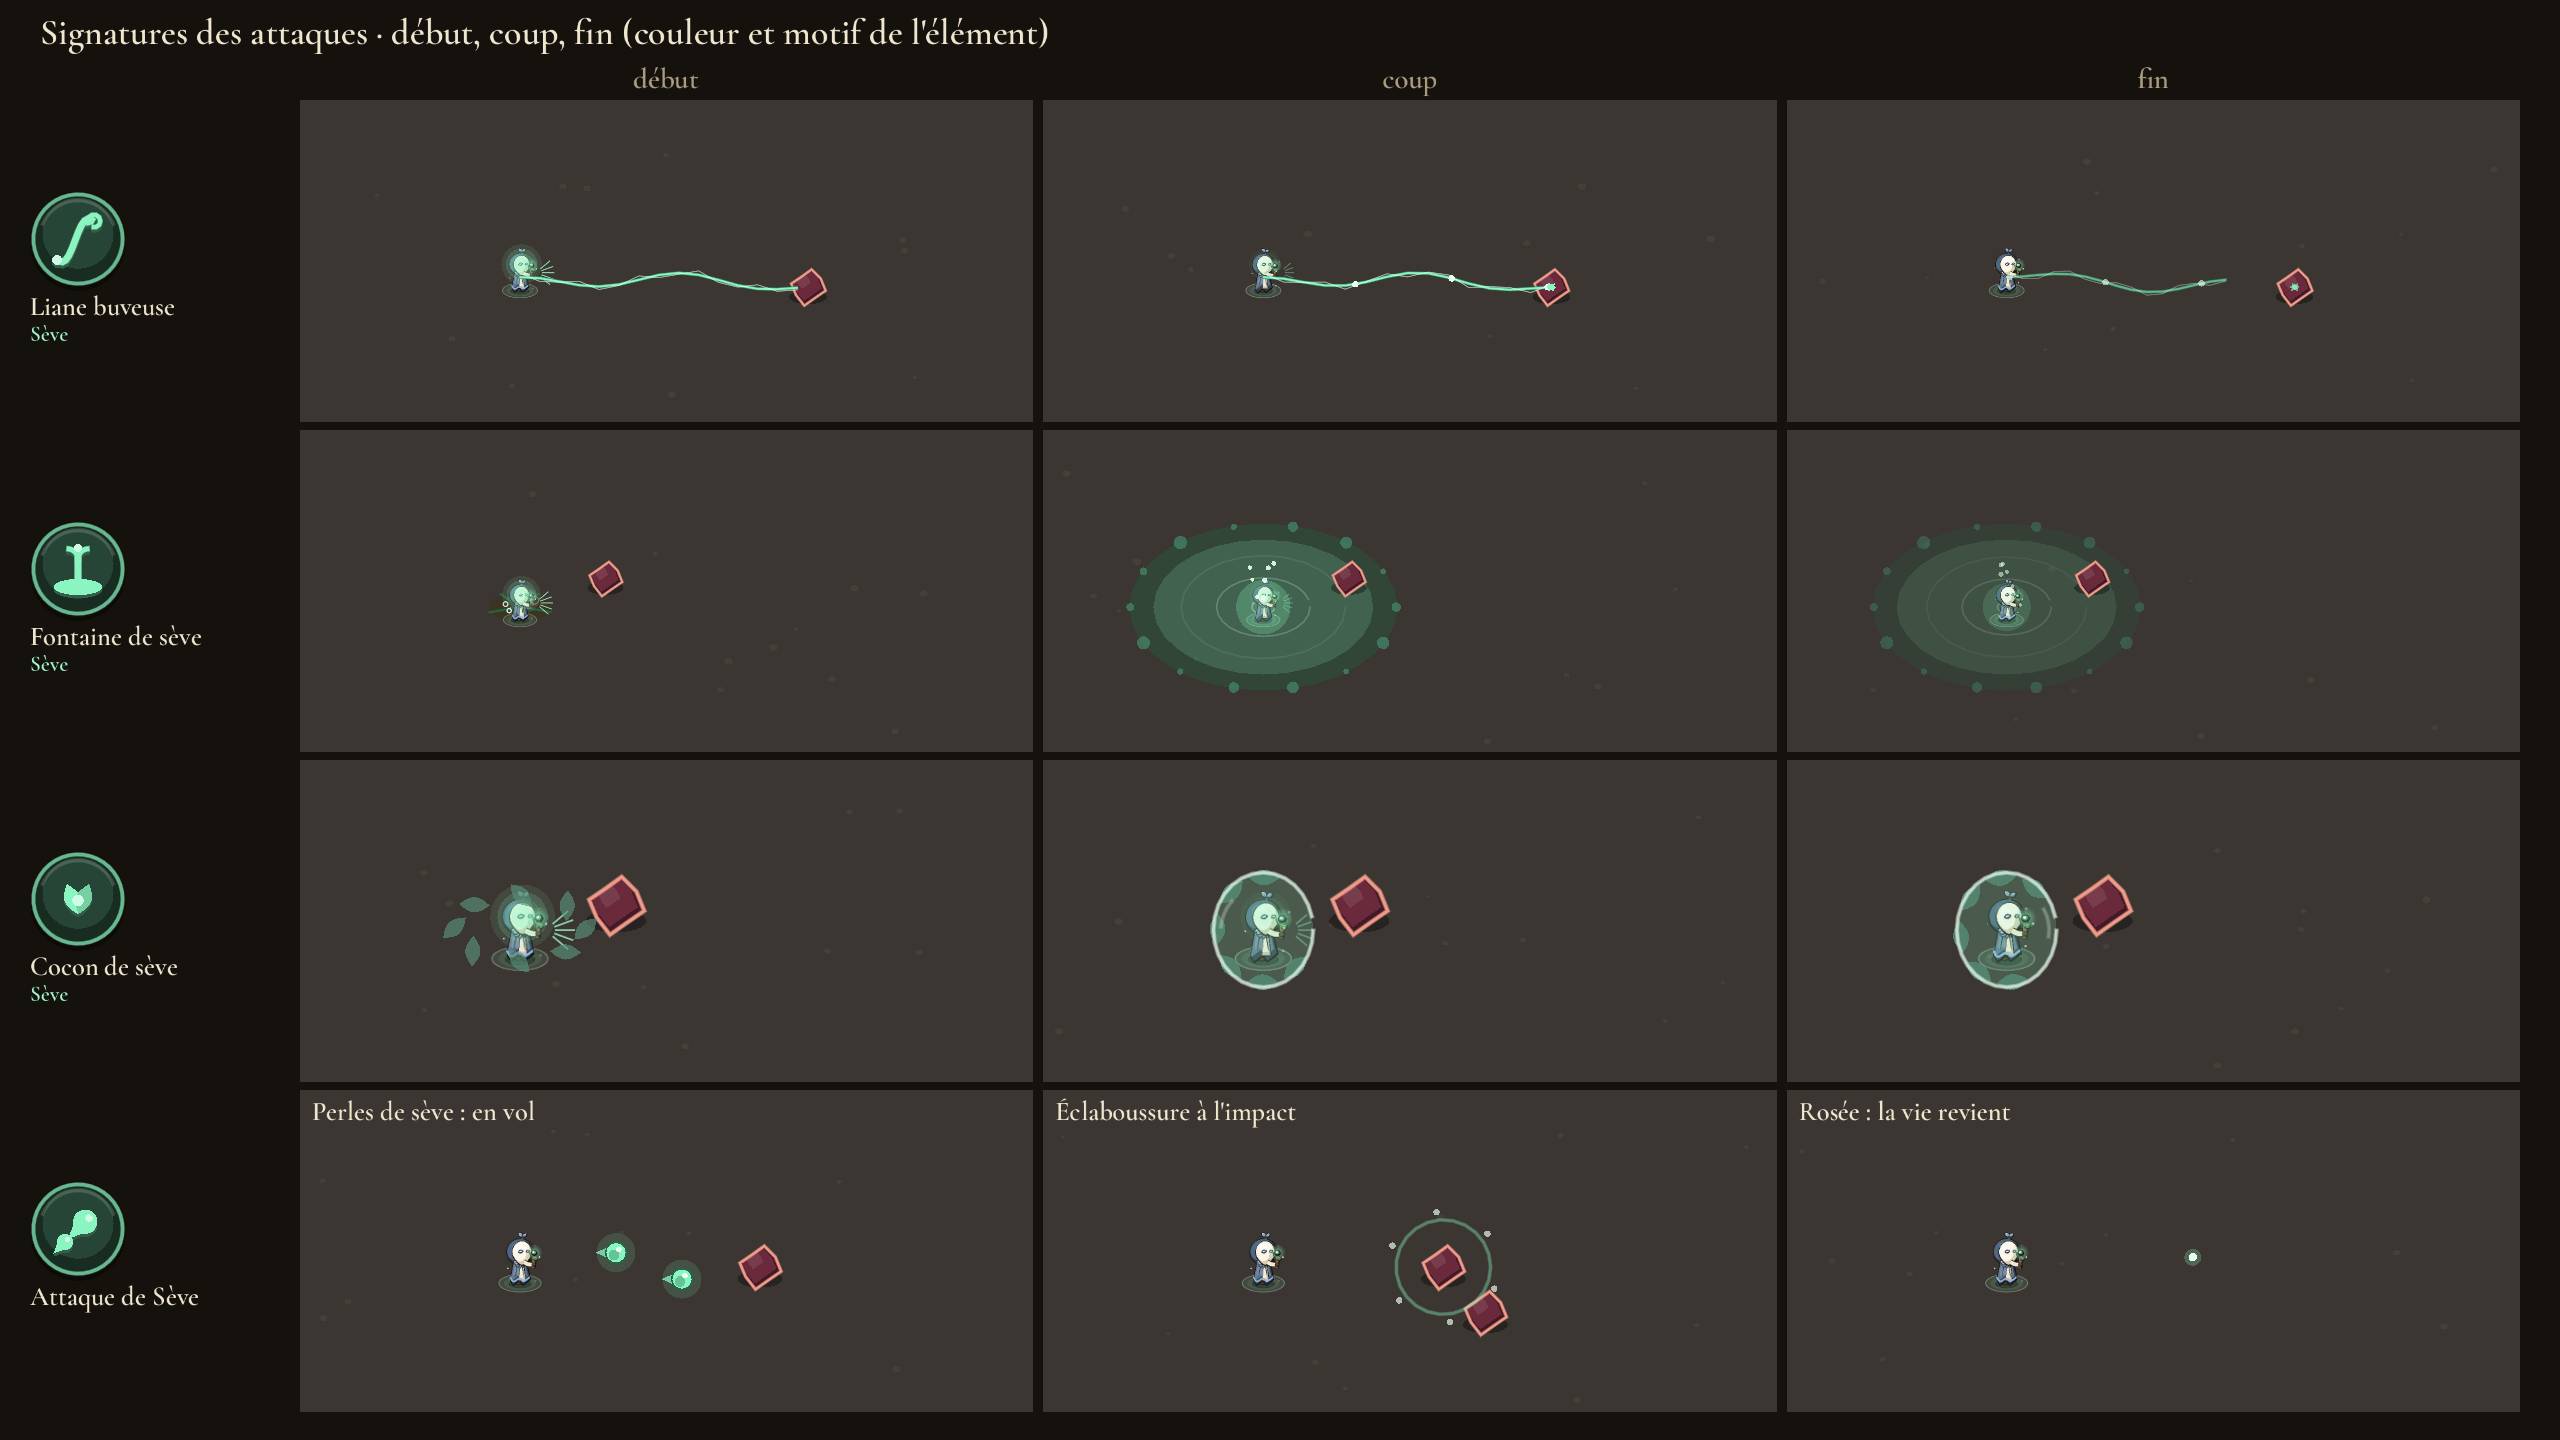 Signatures des attaques · début, coup, fin (couleur et motif de l'élément)
début
coup
fin
Liane buveuse
Sève
Fontaine de sève
Sève
Cocon de sève
Sève
Perles de sève : en vol
Éclaboussure à l'impact
Rosée : la vie revient
Attaque de Sève